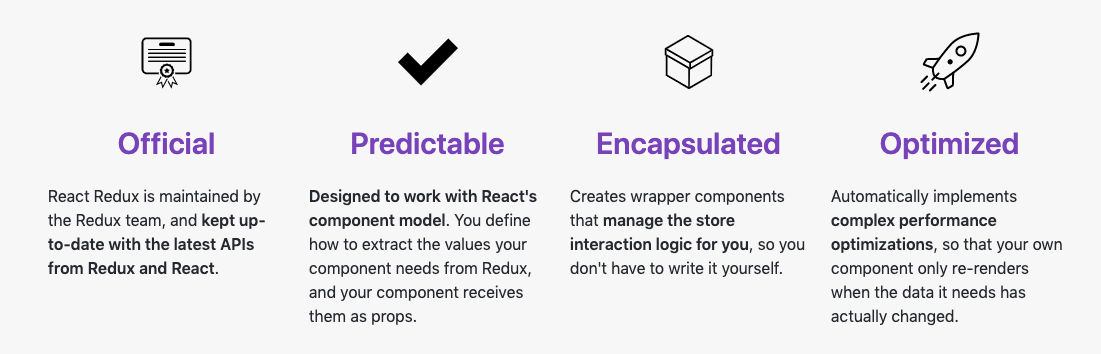 Official
React Redux is maintained by
the Redux team, and kept up-
to-date with the latest APIs
from Redux and React.
Predictable
Designed to work with React's
component model. You define
how to extract the values your
component needs from Redux,
and your component receives
them as props.
Encapsulated
Creates wrapper components
that manage the store
interaction logic for you, so you
don't have to write it yourself.
Optimized
Automatically implements
complex performance
optimizations, so that your own
component only re-renders
when the data it needs has
actually changed.